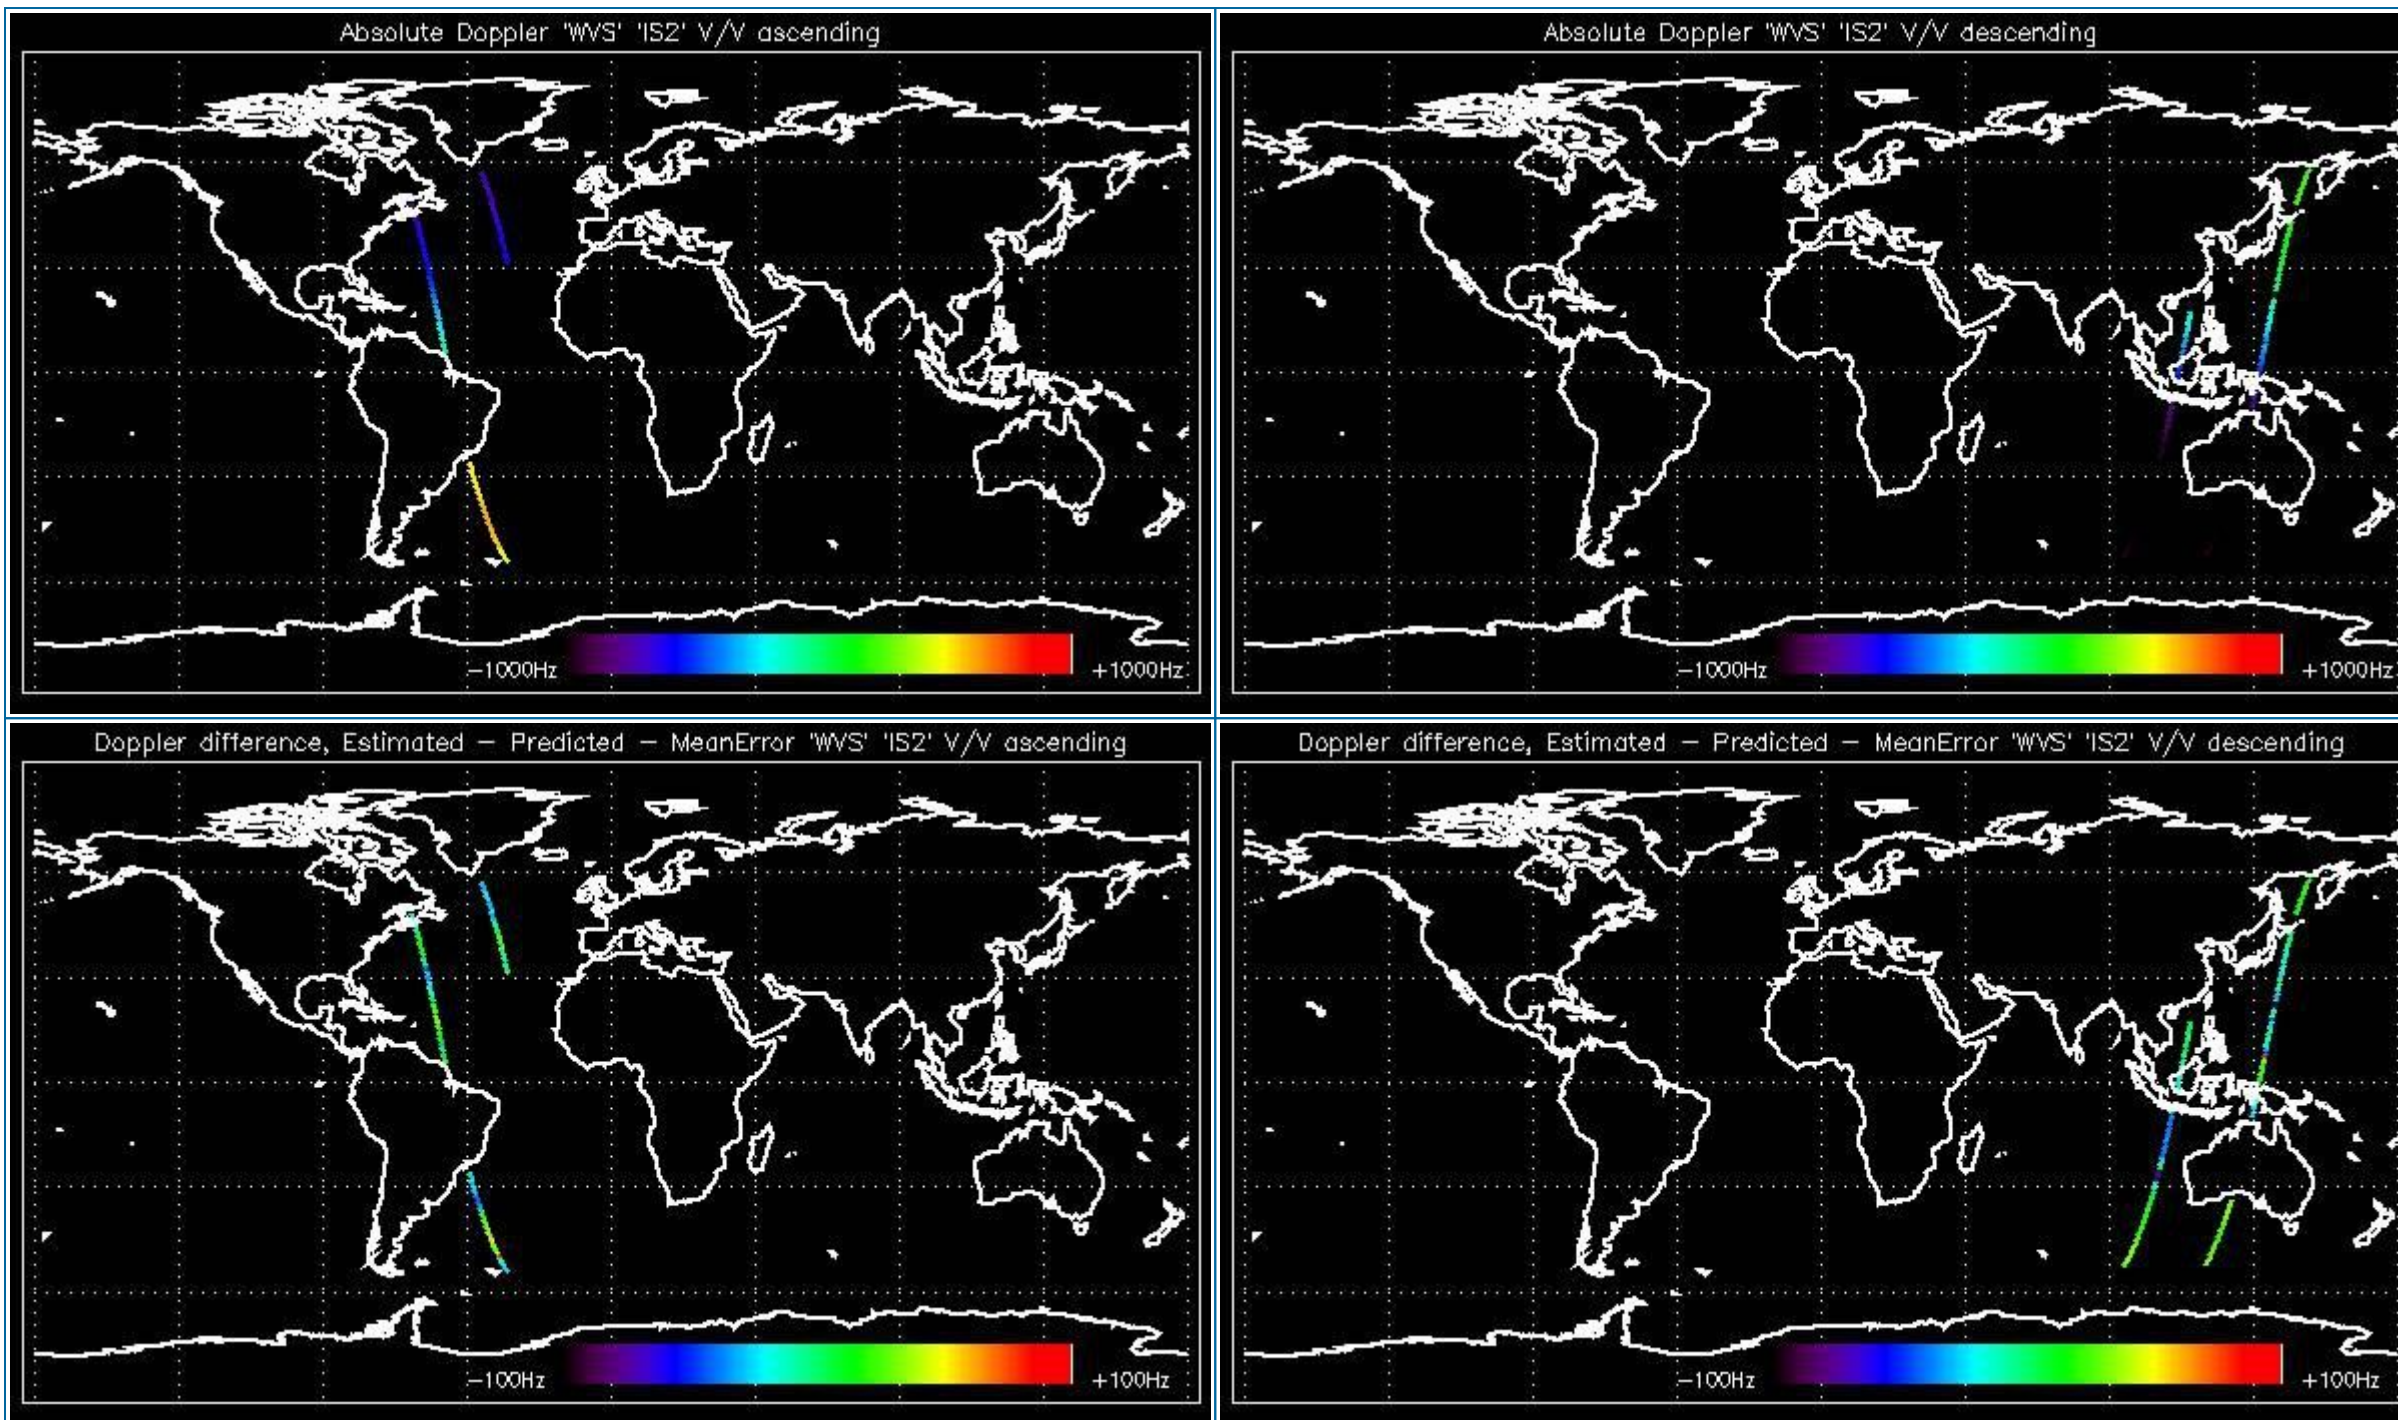 Absolute Doppler 'WVS' 'IS2' V/V ascending
−1000Hz
+1000Hz
Absolute Doppler 'WVS' 'IS2' V/V descending
−1000Hz
+1000Hz
Doppler difference, Estimated − Predicted − MeanError 'WVS' 'IS2' V/V ascending
−100Hz
+100Hz
Doppler difference, Estimated − Predicted − MeanError 'WVS' 'IS2' V/V descending
−100Hz
+100Hz